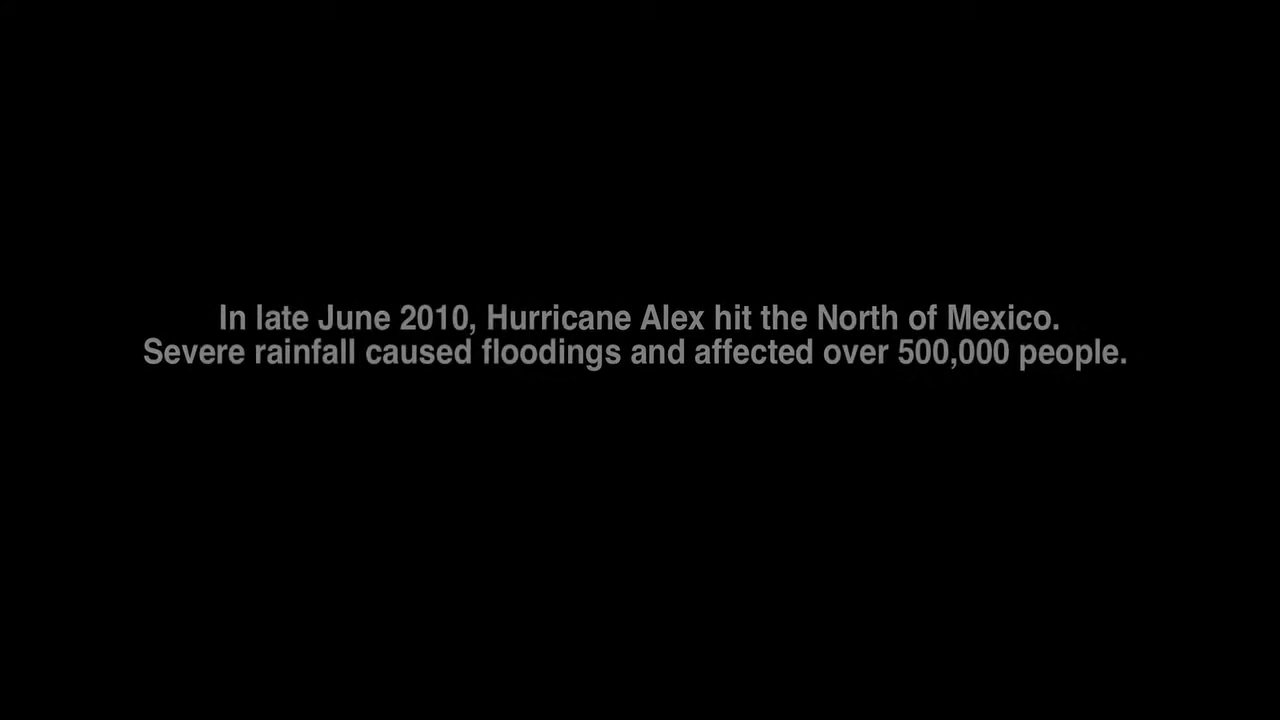 In late June 2010, Hurricane Alex hit the North of Mexico.
Severe rainfall caused floodings and affected over 500,000 people.